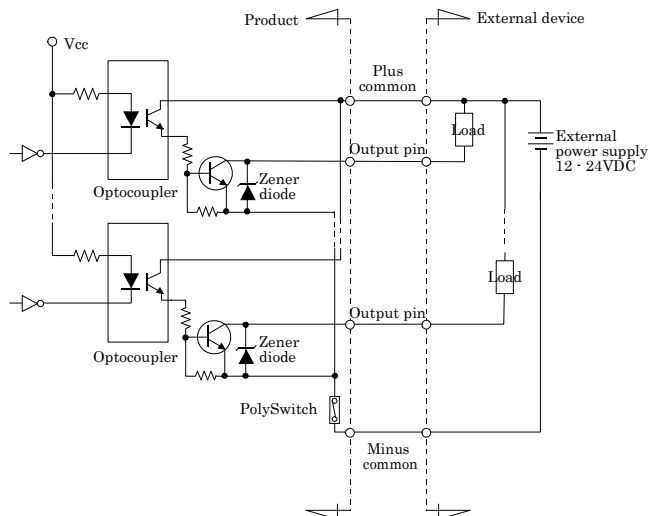 Product
External device
Vcc
Plus
common
Load
Output pin
External
power supply
12 - 24VDC
Optocoupler
Zener
diode
Load
Output pin
Optocoupler
Zener
diode
PolySwitch
Minus
common